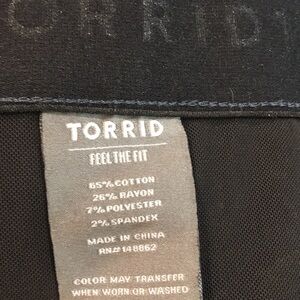 ORRIDT
TORRID
FEEL THE FIT
65% COTTON
26% RAYON
7% POLYESTER
2% SPANDEX
MADE IN CHINA
RN# 148862
COLOR MAY TRANSFER
WHEN WORN OR WASHED